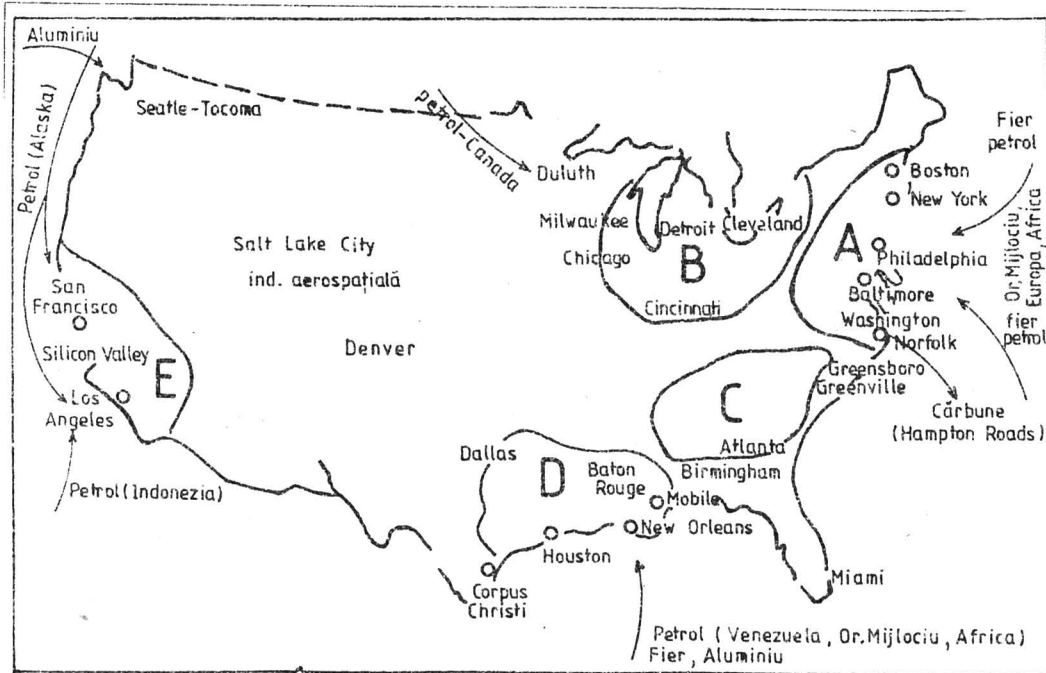 Aluminiu
Seatle-Tocoma
Petrol (Alaska)
Petrol-Canada
Duluth
Fier
petrol
Boston
New York
Milwaukee
Detroit
Cleveland
Chicago
B
A
Philadelphia
Salt Lake City
ind. aerospațială
Cincinnati
Baltimore
Washington
Norfolk
Or. Mijlociu,
Europa, Africa
fier
petrol
San
Francisco
Silicon Valley
E
Los
Angeles
Denver
Greensboro
Greenville
C
Cărbune
(Hampton Roads)
Atlanta
Birmingham
Dallas
D
Baton
Rouge
Mobile
New Orleans
Petrol (Indonezia)
Houston
Corpus
Christi
Miami
Petrol (Venezuela, Or. Mijlociu, Africa)
Fier, Aluminiu